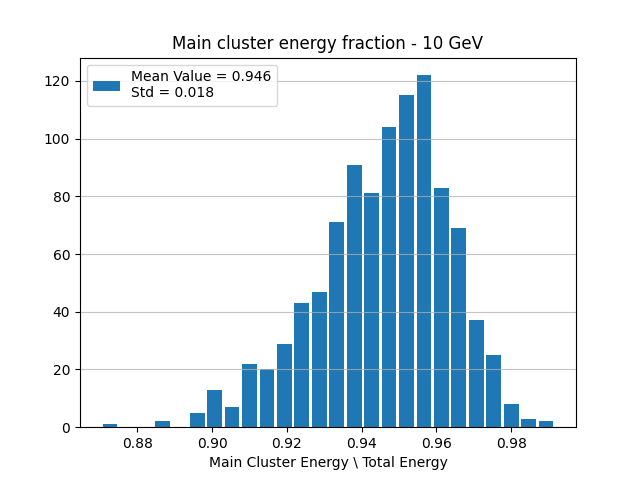 Main cluster energy fraction - 10 GeV
Mean Value = 0.946
Std = 0.018
120
100
80
60
40
20
0
0.88 0.90 0.92 0.94 0.96 0.98
Main Cluster Energy \ Total Energy